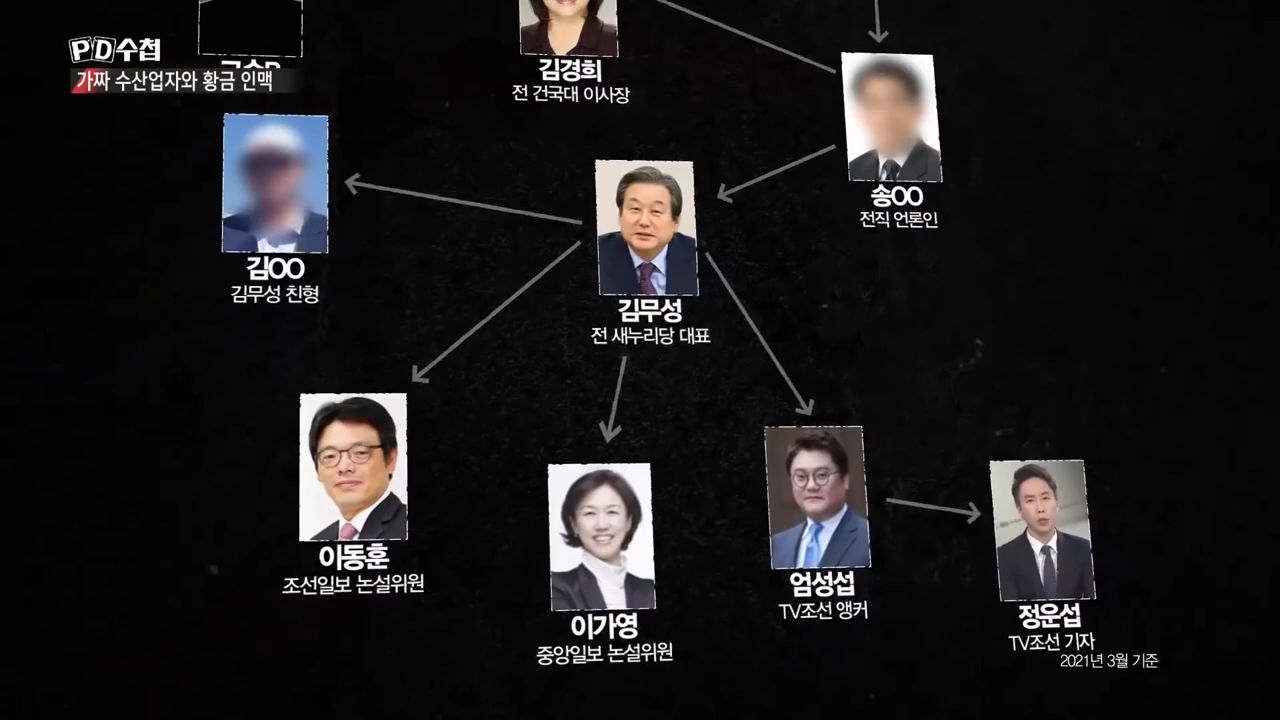 PD수첩
가짜 수산업자와 황금 인맥
김경희
전 건국대 이사장
송OO
전직 언론인
김OO
김무성 친형
김무성
전 새누리당 대표
이동훈
조선일보 논설위원
이가영
중앙일보 논설위원
엄성섭
TV조선 앵커
정운섭
TV조선 기자
2021년 3월 기준